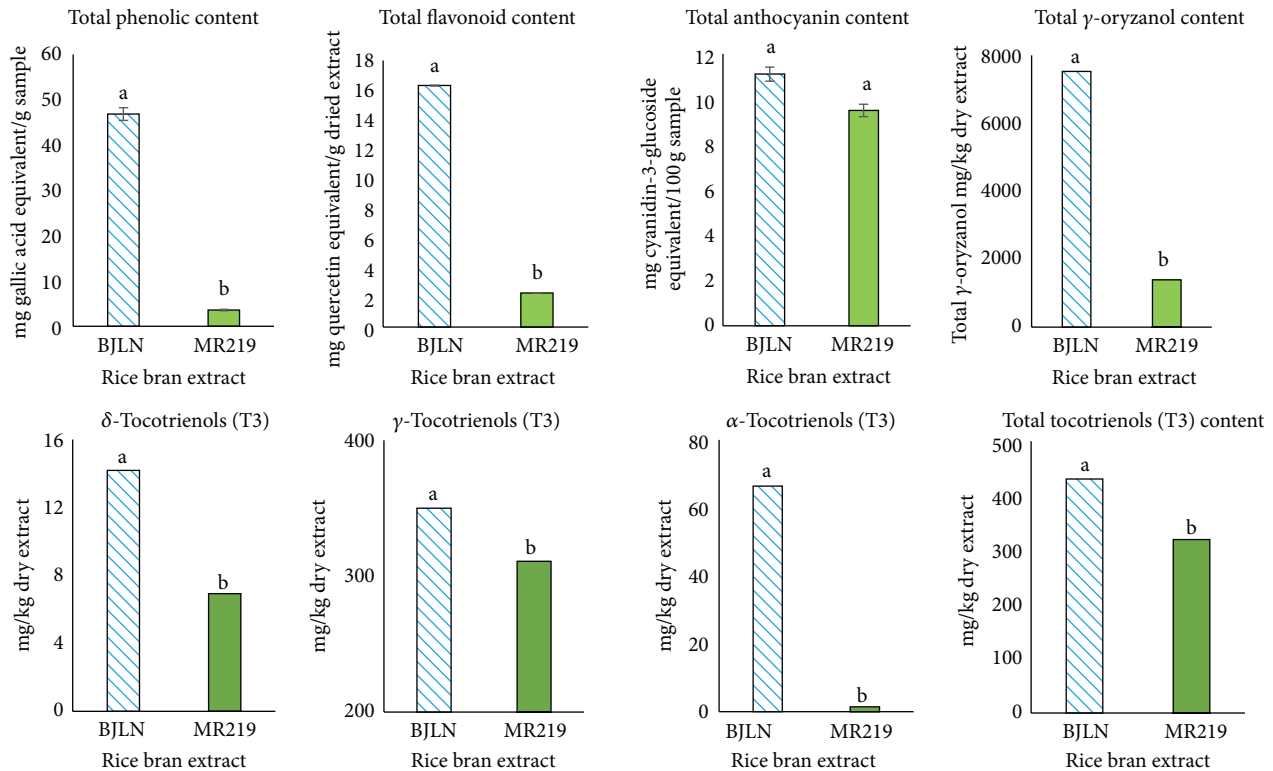 Total phenolic content
mg gallic acid equivalent/g sample
60
50
40
30
20
10
0
a
b
BJLN
MR219
Rice bran extract
Total flavonoid content
mg quercetin equivalent/g dried extract
18
16
14
12
10
8
6
4
2
0
a
b
BJLN
MR219
Rice bran extract
Total anthocyanin content
mg cyanidin-3-glucoside
equivalent/100 g sample
12
10
8
6
4
2
0
a
a
BJLN
MR219
Rice bran extract
Total γ-oryzanol content
Total γ-oryzanol mg/kg dry extract
8000
6000
4000
2000
0
a
b
BJLN
MR219
Rice bran extract
δ-Tocotrienols (T3)
mg/kg dry extract
16
12
8
4
0
a
b
BJLN
MR219
Rice bran extract
γ-Tocotrienols (T3)
mg/kg dry extract
400
300
200
a
b
BJLN
MR219
Rice bran extract
α-Tocotrienols (T3)
mg/kg dry extract
80
60
40
20
0
a
b
BJLN
MR219
Rice bran extract
Total tocotrienols (T3) content
mg/kg dry extract
500
400
300
200
100
0
a
b
BJLN
MR219
Rice bran extract